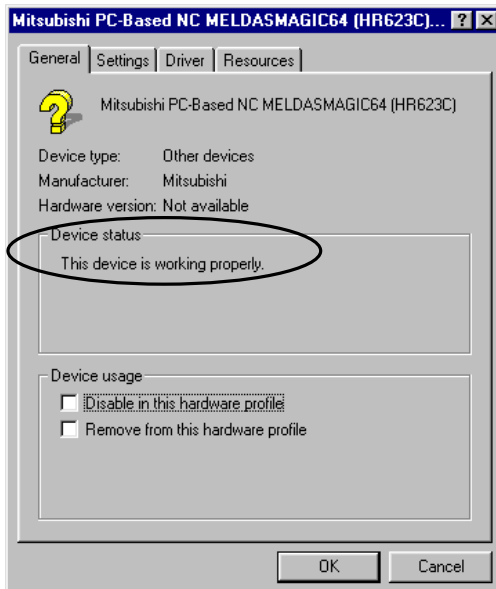 Mitsubishi PC-Based NC MELDASMAGIC64 (HR623C)...
General Settings Driver Resources
Mitsubishi PC-Based NC MELDASMAGIC64 (HR623C)
Device type: Other devices
Manufacturer: Mitsubishi
Hardware version: Not available
Device status
This device is working properly.
Device usage
Disable in this hardware profile
Remove from this hardware profile
OK Cancel